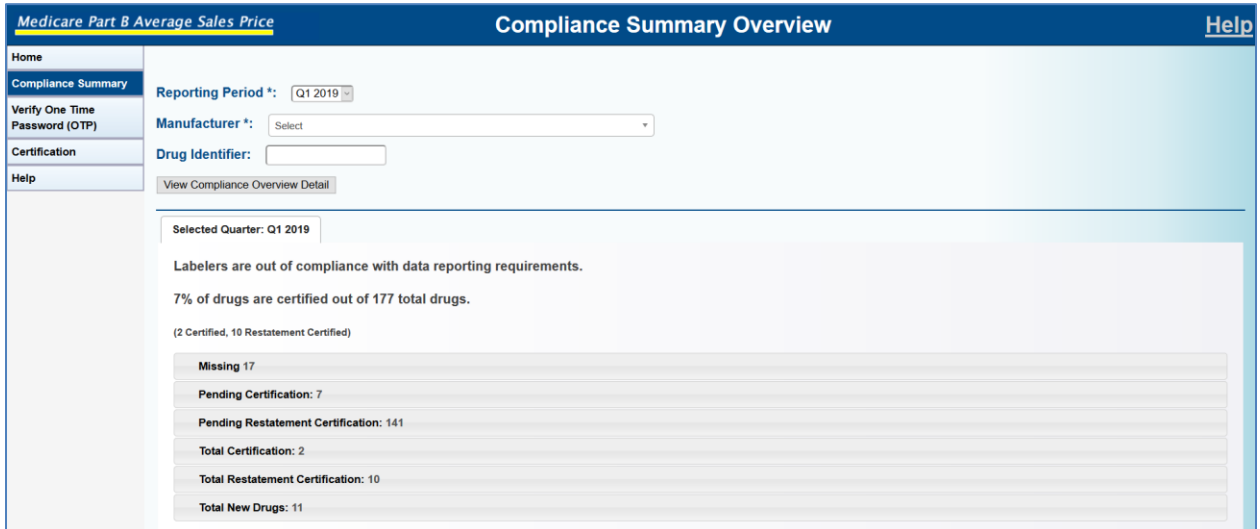 Medicare Part B Average Sales Price
Compliance Summary Overview
Help
Home
Compliance Summary
Verify One Time
Password (OTP)
Certification
Help
Reporting Period *: Q1 2019
Manufacturer *: Select
Drug Identifier:
View Compliance Overview Detail
Selected Quarter: Q1 2019
Labelers are out of compliance with data reporting requirements.
7% of drugs are certified out of 177 total drugs.
(2 Certified, 10 Restatement Certified)
Missing 17
Pending Certification: 7
Pending Restatement Certification: 141
Total Certification: 2
Total Restatement Certification: 10
Total New Drugs: 11